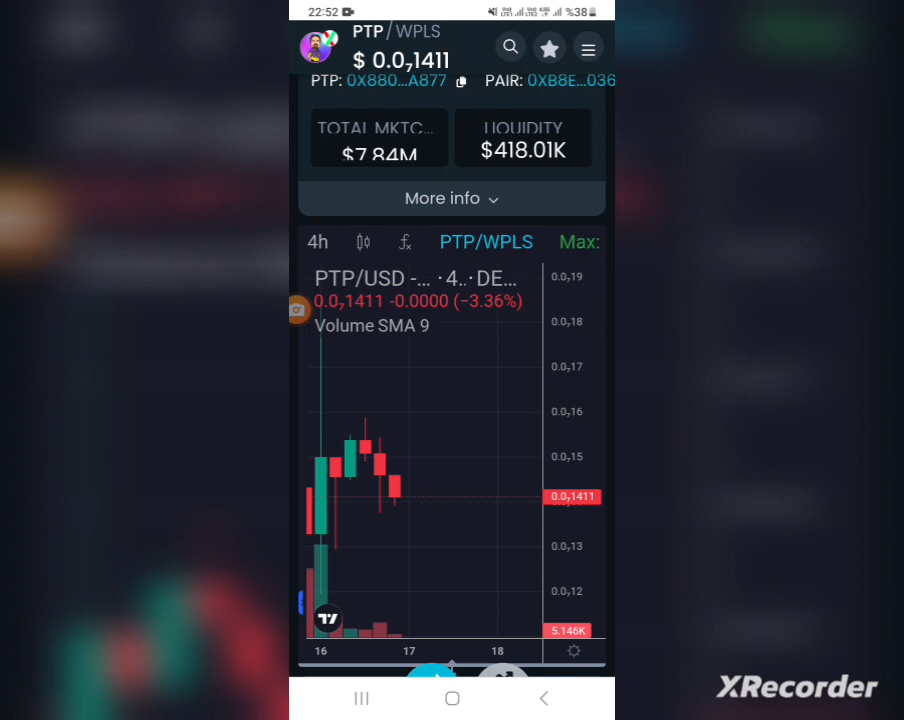 22:52 %38
PTP / WPLS
$ 0.0₇1411
PTP: 0X880...A877 PAIR: 0XB8E...036
TOTAL MKTC... LIQUIDITY
$7.84M $418.01K
More info
4h PTP/WPLS Max:
PTP/USD -... · 4.. · DE...
0.0₇1411 -0.0000 (−3.36%)
Volume SMA 9
0.0₇19
0.0₇18
0.0₇17
0.0₇16
0.0₇15
0.0₇1411
0.0₇13
0.0₇12
5.146K
16 17 18
XRecorder